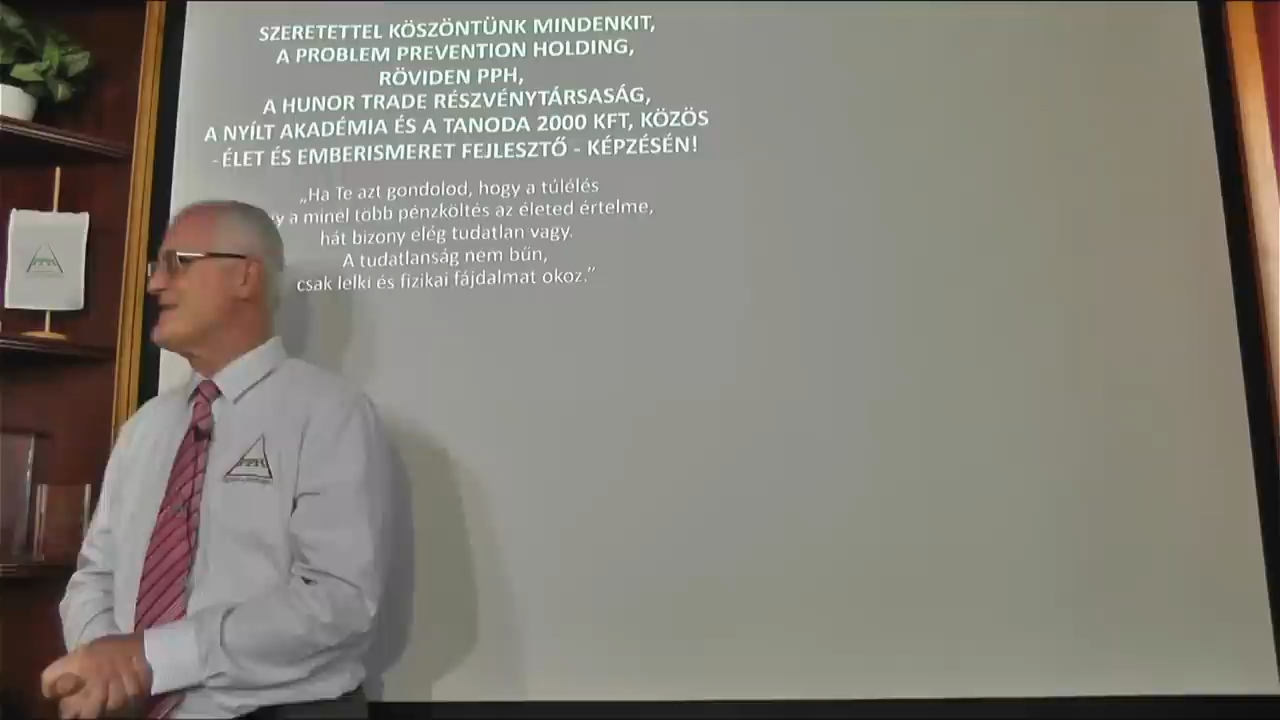 SZERETETTEL KÖSZÖNTÜNK MINDENKIT,
A PROBLEM PREVENTION HOLDING,
RÖVIDEN PPH,
A HUNOR TRADE RÉSZVÉNYTÁRSASÁG,
A NYÍLT AKADÉMIA ÉS A TANODA 2000 KFT, KÖZÖS
- ÉLET ÉS EMBERISMERET FEJLESZTŐ - KÉPZÉSÉN!
„Ha Te azt gondolod, hogy a túlélés
a minél több pénzköltés az életed értelme,
hát bizony elég tudatlan vagy.
A tudatlanság nem bűn,
csak lelki és fizikai fájdalmat okoz.”
PPH
PPH